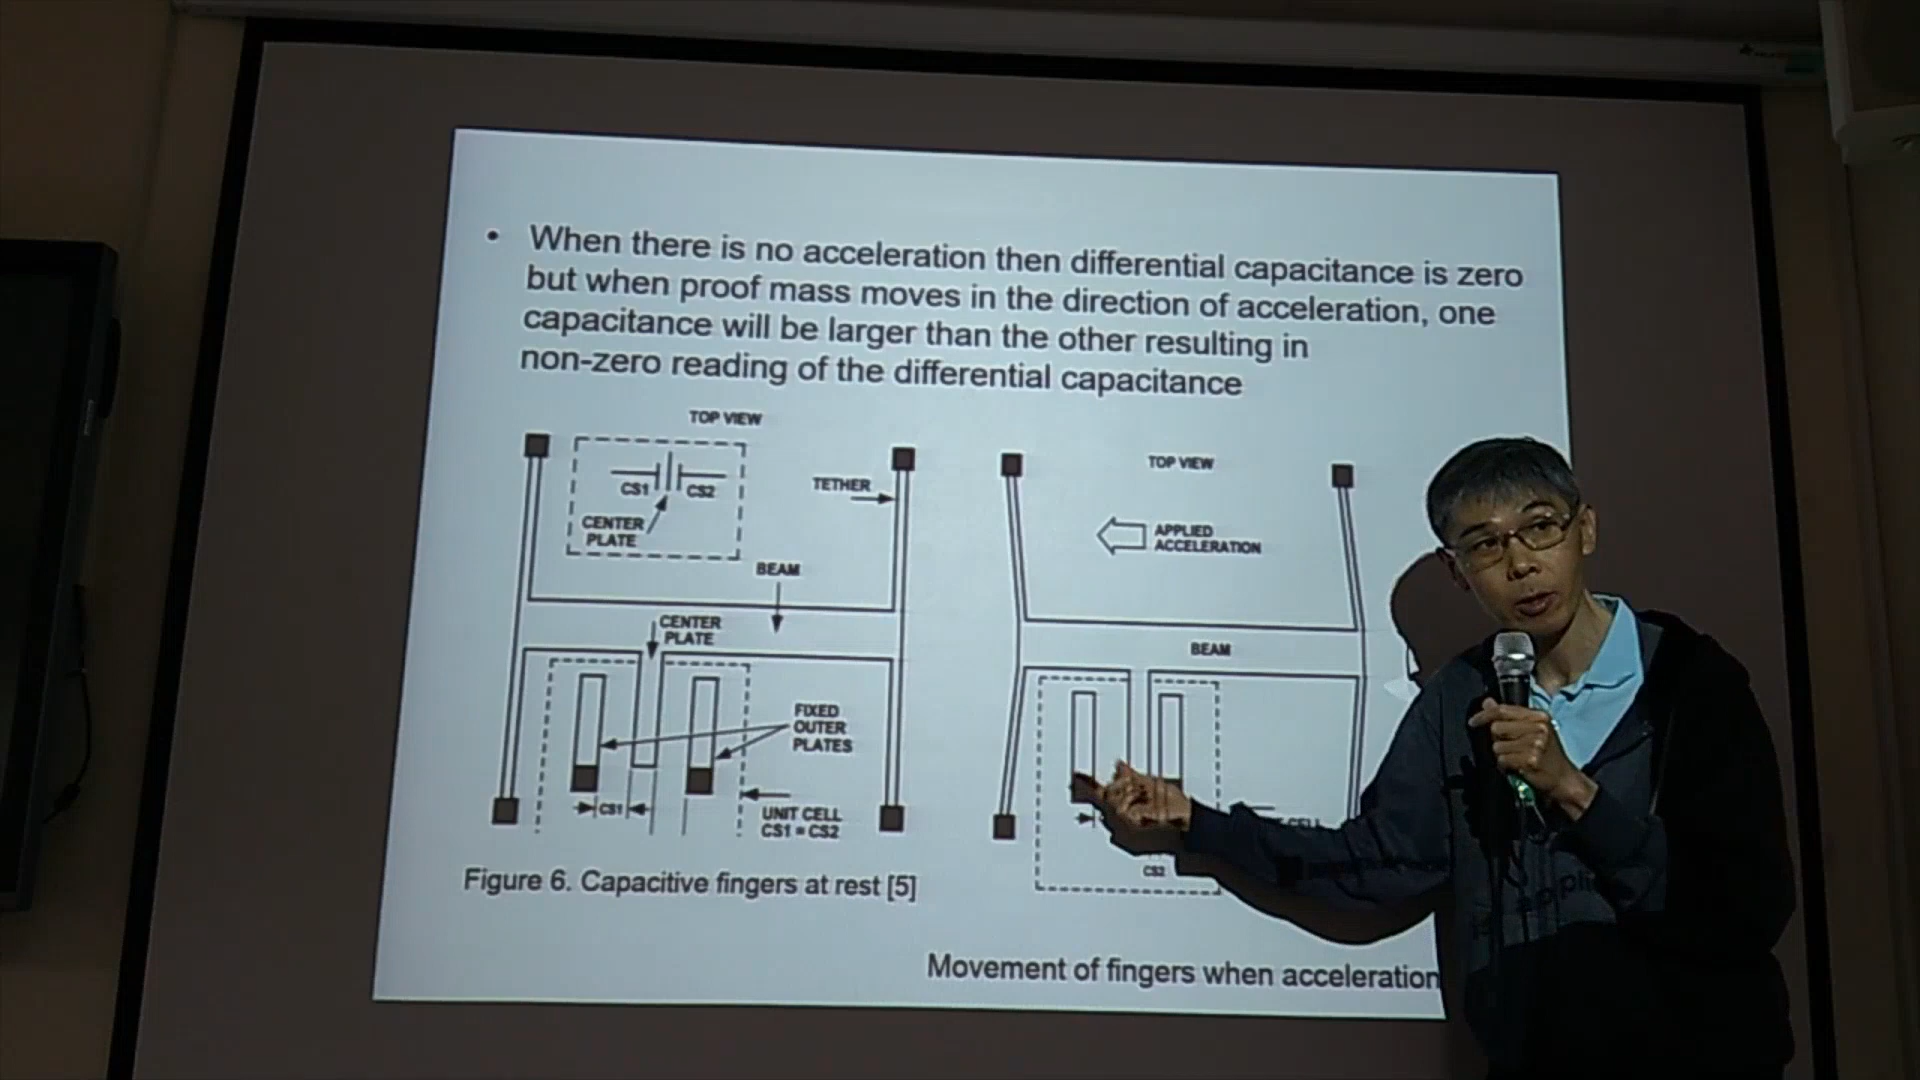 • When there is no acceleration then differential capacitance is zero
but when proof mass moves in the direction of acceleration, one
capacitance will be larger than the other resulting in
non-zero reading of the differential capacitance
TOP VIEW
CS1
CS2
CENTER
PLATE
TETHER
BEAM
CENTER
PLATE
FIXED
OUTER
PLATES
CS1
UNIT CELL
CS1 = CS2
Figure 6. Capacitive fingers at rest [5]
TOP VIEW
APPLIED
ACCELERATION
BEAM
CELL
CS2
Movement of fingers when acceleration